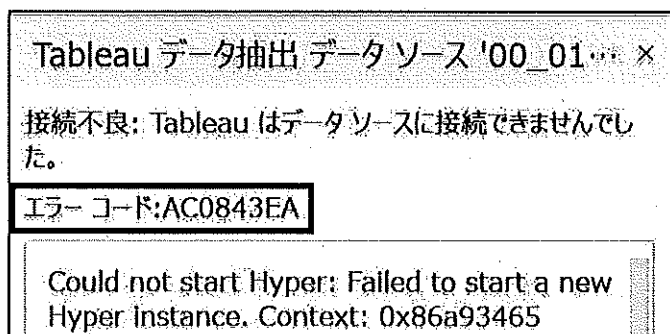 Tableau データ抽出 データ ソース '00_01… ×
接続不良: Tableau はデータ ソースに接続できませんでし
た。
エラー コード:AC0843EA
Could not start Hyper: Failed to start a new
Hyper instance. Context: 0x86a93465